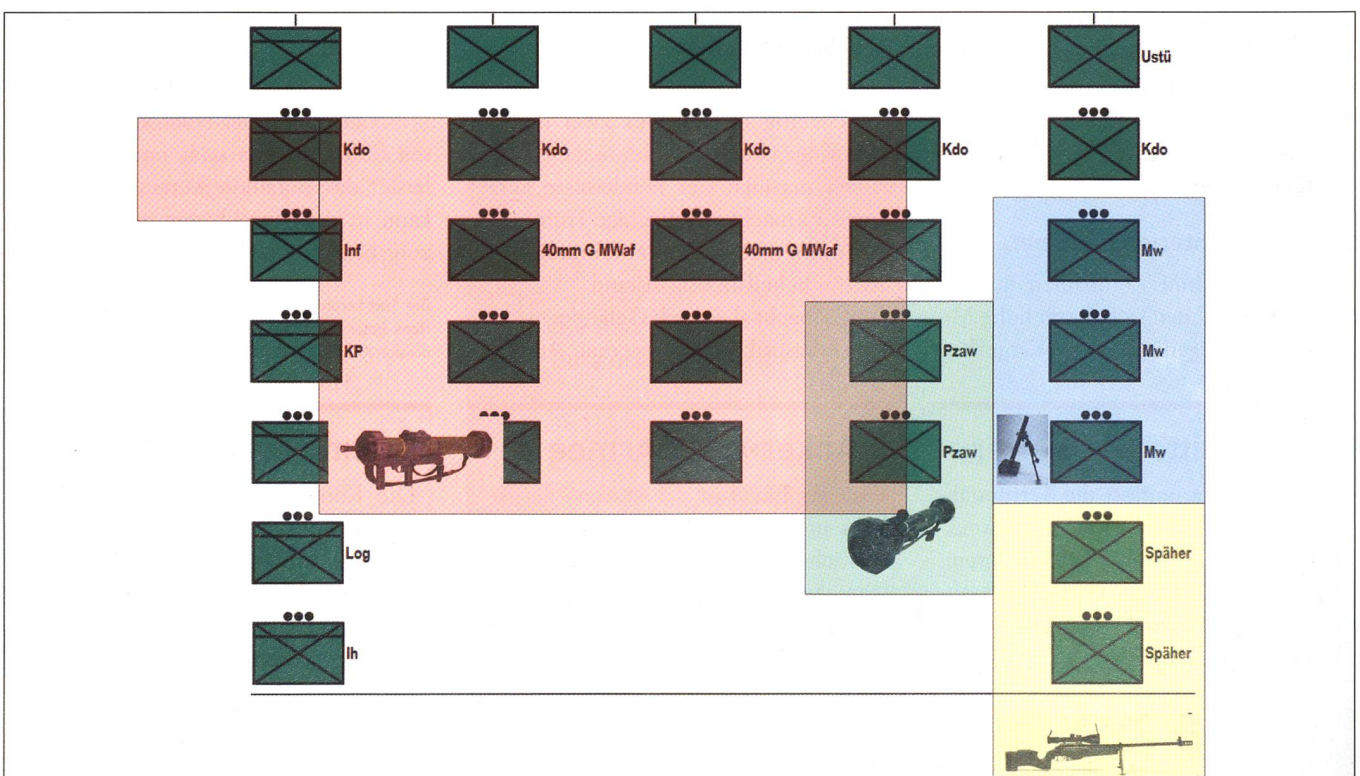 Ustü
Kdo Kdo Kdo Kdo Kdo
Inf 40mm G MWaf 40mm G MWaf Mw
KP Pzaw Mw
Pzaw Mw
Log Späher
Ih Späher